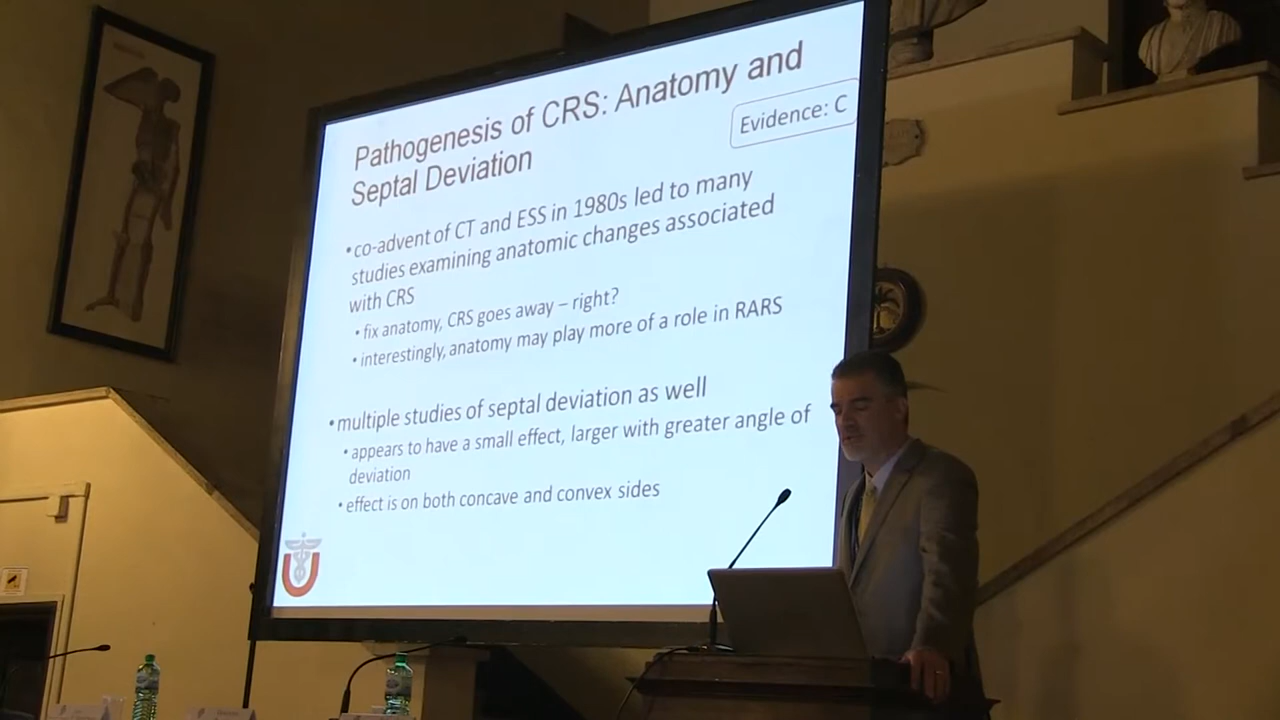 Pathogenesis of CRS: Anatomy and
Septal Deviation
Evidence: C
•co-advent of CT and ESS in 1980s led to many
studies examining anatomic changes associated
with CRS
• fix anatomy, CRS goes away – right?
• interestingly, anatomy may play more of a role in RARS
•multiple studies of septal deviation as well
• appears to have a small effect, larger with greater angle of
deviation
• effect is on both concave and convex sides